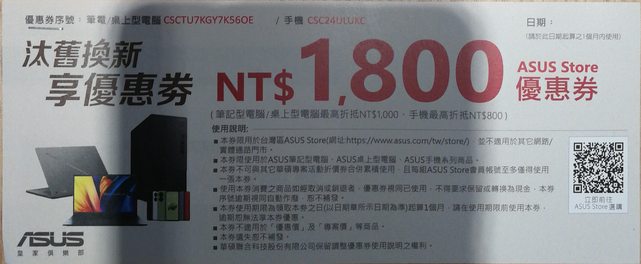 優惠券序號： 筆電/桌上型電腦 CSCTU7KGY7K56OE / 手機 CSC24ULUKC
日期：
(請於此日期起算之1個月內使用)
汰舊換新
享優惠券
NT$1,800
ASUS Store
優惠券
(筆記型電腦/桌上型電腦最高折抵NT$1,000、手機最高折抵NT$800)
使用說明:
■ 本券限用於台灣區ASUS Store(網址:https://www.asus.com/tw/store/)，並不適用於其它網路/
實體通路門市。
■ 本券限使用於ASUS筆記型電腦、ASUS桌上型電腦、ASUS手機系列商品。
■ 本券不可與其它單碼專案活動折價券合併累積使用，且每組ASUS Store會員帳號至多僅得使用
一張本券。
■ 使用本券消費之商品如經取消或銷退後，優惠券視同已使用，不得要求保留或轉換為現金，本券
序號逾期視同自動作廢，恕不補發。
■ 本券使用期限為領取本券之日(以日期章所示日期為準)起算1個月，請在使用期限前使用本券，
逾期恕無法享本券優惠。
■ 本券不適用於「優惠價」及「專案價」等商品。
■ 本券遺失恕不補發。
■ 華碩聯合科技股份有限公司保留調整優惠券使用說明之權利。
立即前往
ASUS Store 選購
ASUS
皇家俱樂部